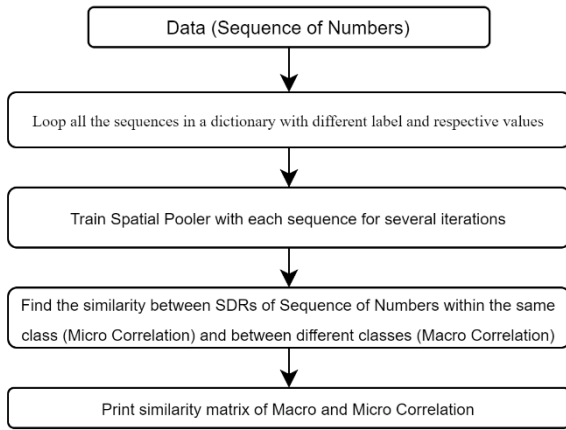 Data (Sequence of Numbers)
Loop all the sequences in a dictionary with different label and respective values
Train Spatial Pooler with each sequence for several iterations
Find the similarity between SDRs of Sequence of Numbers within the same
class (Micro Correlation) and between different classes (Macro Correlation)
Print similarity matrix of Macro and Micro Correlation